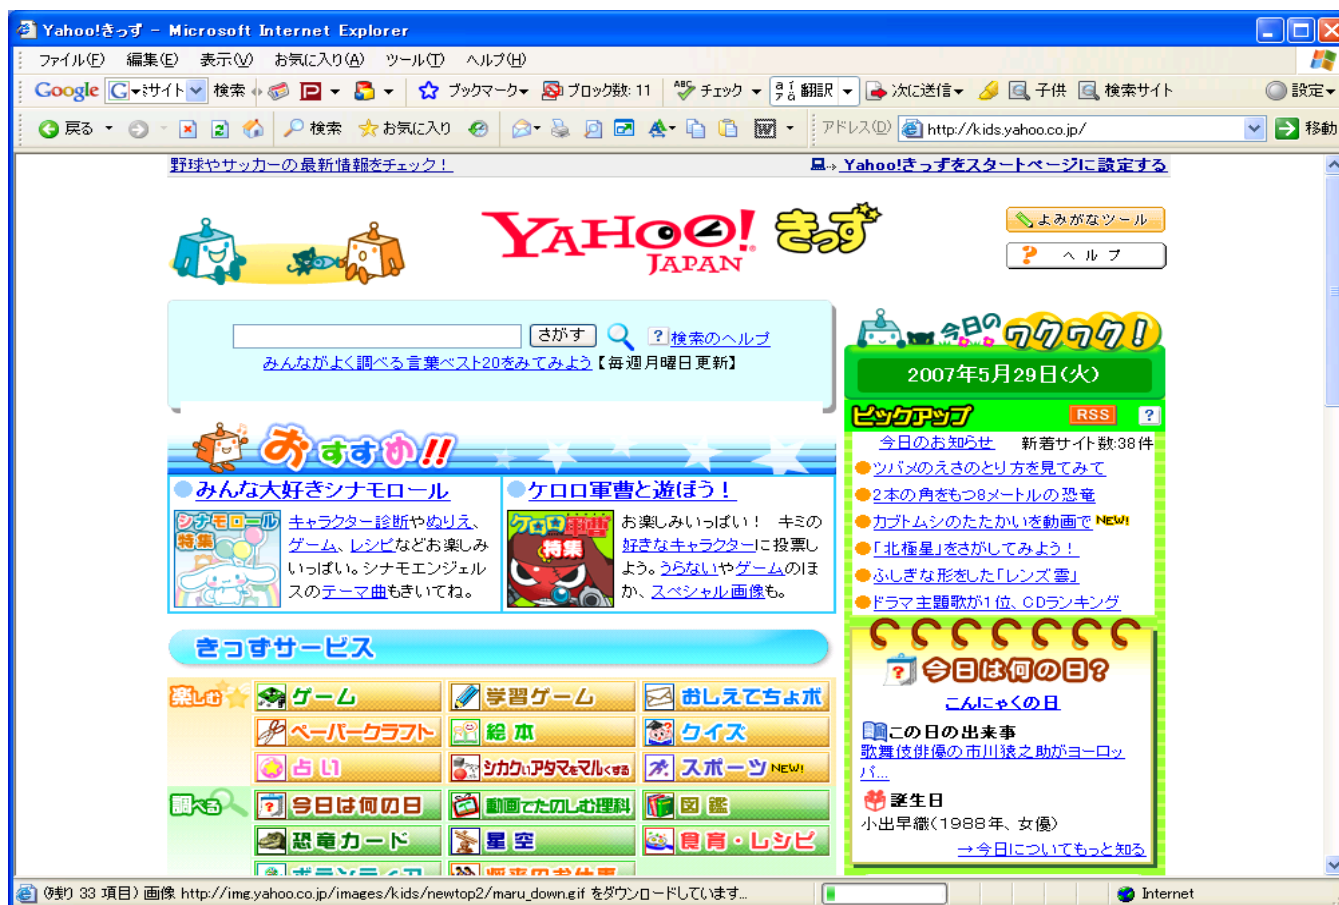 Yahoo!きっず - Microsoft Internet Explorer
ファイル(F) 編集(E) 表示(V) お気に入り(A) ツール(T) ヘルプ(H)
Google G サイト 検索 ブックマーク ブロック数: 11 ABC チェック 翻訳 次に送信 子供 検索サイト 設定
戻る 検索 お気に入り アドレス(D) http://kids.yahoo.co.jp/ 移動
野球やサッカーの最新情報をチェック! Yahoo!きっずをスタートページに設定する
YAHOO! JAPAN きっず
よみがなツール
? ヘルプ
さがす ?検索のヘルプ
みんながよく調べる言葉ベスト20をみてみよう【毎週月曜日更新】
おすすめ!!
みんな大好きシナモロール
シナモロール特集
キャラクター診断やぬりえ、
ゲーム、レシピなどお楽しみ
いっぱい。シナモエンジェル
スのテーマ曲もきいてね。
ケロロ軍曹と遊ぼう!
ケロロ軍曹特集
お楽しみいっぱい! キミの
好きなキャラクターに投票し
よう。うらないやゲームのほ
か、スペシャル画像も。
きっずサービス
楽しむ ゲーム 学習ゲーム おしえてちょボ
ペーパークラフト 絵本 クイズ
占い シカクいアタマをマルくする スポーツ NEW!
調べる 今日は何の日 動画でたのしむ理科 図鑑
恐竜カード 星空 食育・レシピ
ボランティア 将来のお仕事
今日のワクワク!
2007年5月29日(火)
ピックアップ RSS ?
今日のお知らせ 新着サイト数:38件
ツバメのえさのとり方を見てみて
2本の角をもつ8メートルの恐竜
カブトムシのたたかいを動画で NEW!
「北極星」をさがしてみよう!
ふしぎな形をした「レンズ雲」
ドラマ主題歌が1位、CDランキング
今日は何の日?
こんにゃくの日
この日の出来事
歌舞伎俳優の市川猿之助がヨーロッ
パ...
誕生日
小出早織(1988年、女優)
→今日についてもっと知る
(残り 33 項目) 画像 http://img.yahoo.co.jp/images/kids/newtop2/maru_down.gif をダウンロードしています... Internet